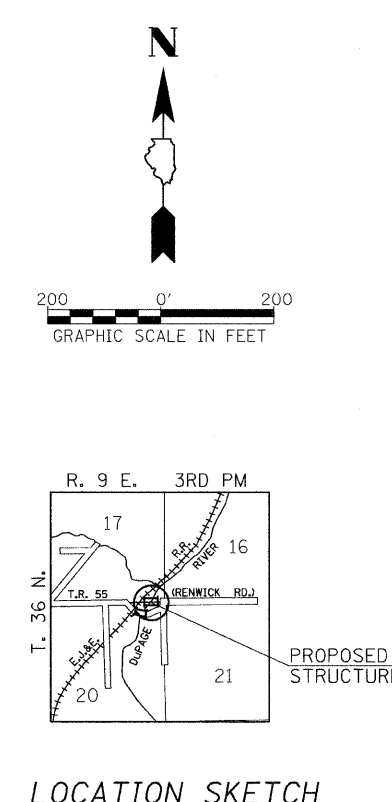 N
200 0' 200
GRAPHIC SCALE IN FEET
R. 9 E. 3RD PM
T. 36 N.
17
16
R.R.
RIVER
T.R. 55 (RENWICK RD.)
E.J.&E.
DuPAGE
20
21
PROPOSED
STRUCTURE
LOCATION SKETCH